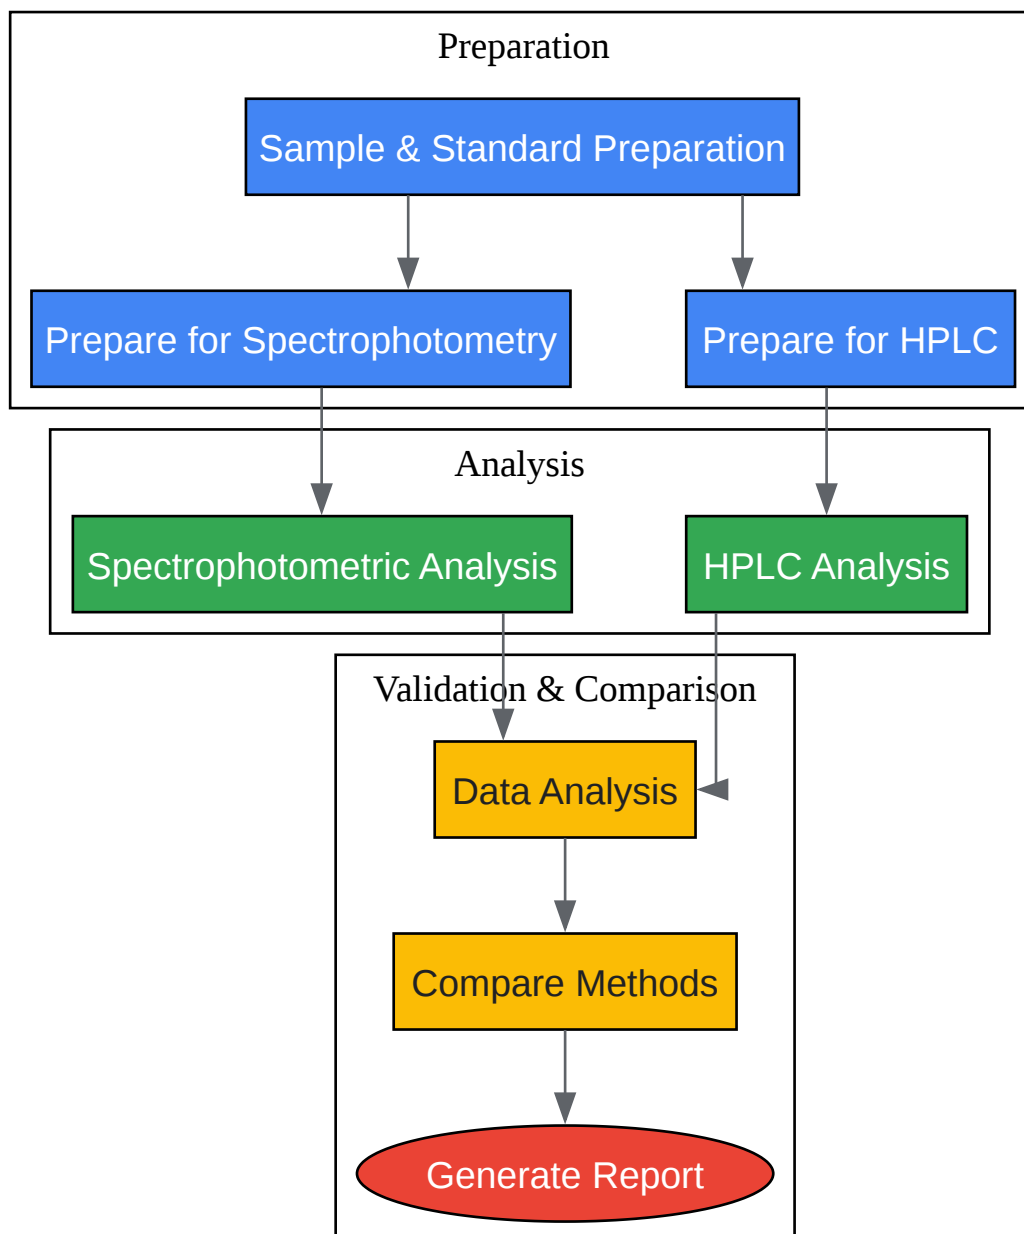 Preparation
Sample & Standard Preparation
Prepare for Spectrophotometry
Prepare for HPLC
Analysis
Spectrophotometric Analysis
HPLC Analysis
Validation & Comparison
Data Analysis
Compare Methods
Generate Report